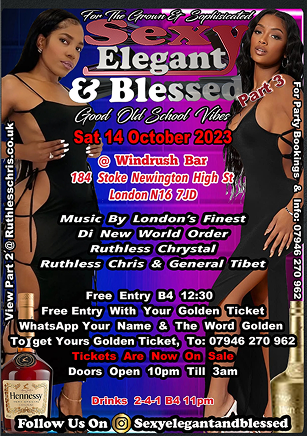 For The Grown & Sophisticated
Sexy
Elegant
& Blessed
Part 3
Good Old School Vibes
Sat 14 October 2023
@ Windrush Bar
184 Stoke Newington High St
London N16 7JD
Music By London's Finest
Di New World Order
Ruthless Chrystal
Ruthless Chris & General Tibet
Free Entry B4 12:30
Free Entry With Your Golden Ticket
WhatsApp Your Name & The Word Golden
To get Yours Golden Ticket, To: 07946 270 962
Tickets Are Now On Sale
Doors Open 10pm Till 3am
Drinks 2-4-1 B4 11pm
Follow Us On Sexyelegantandblessed
View Part 2 @ Ruthlesschris.co.uk
For Party Bookings & Info: 07946 270 962
Hennessy